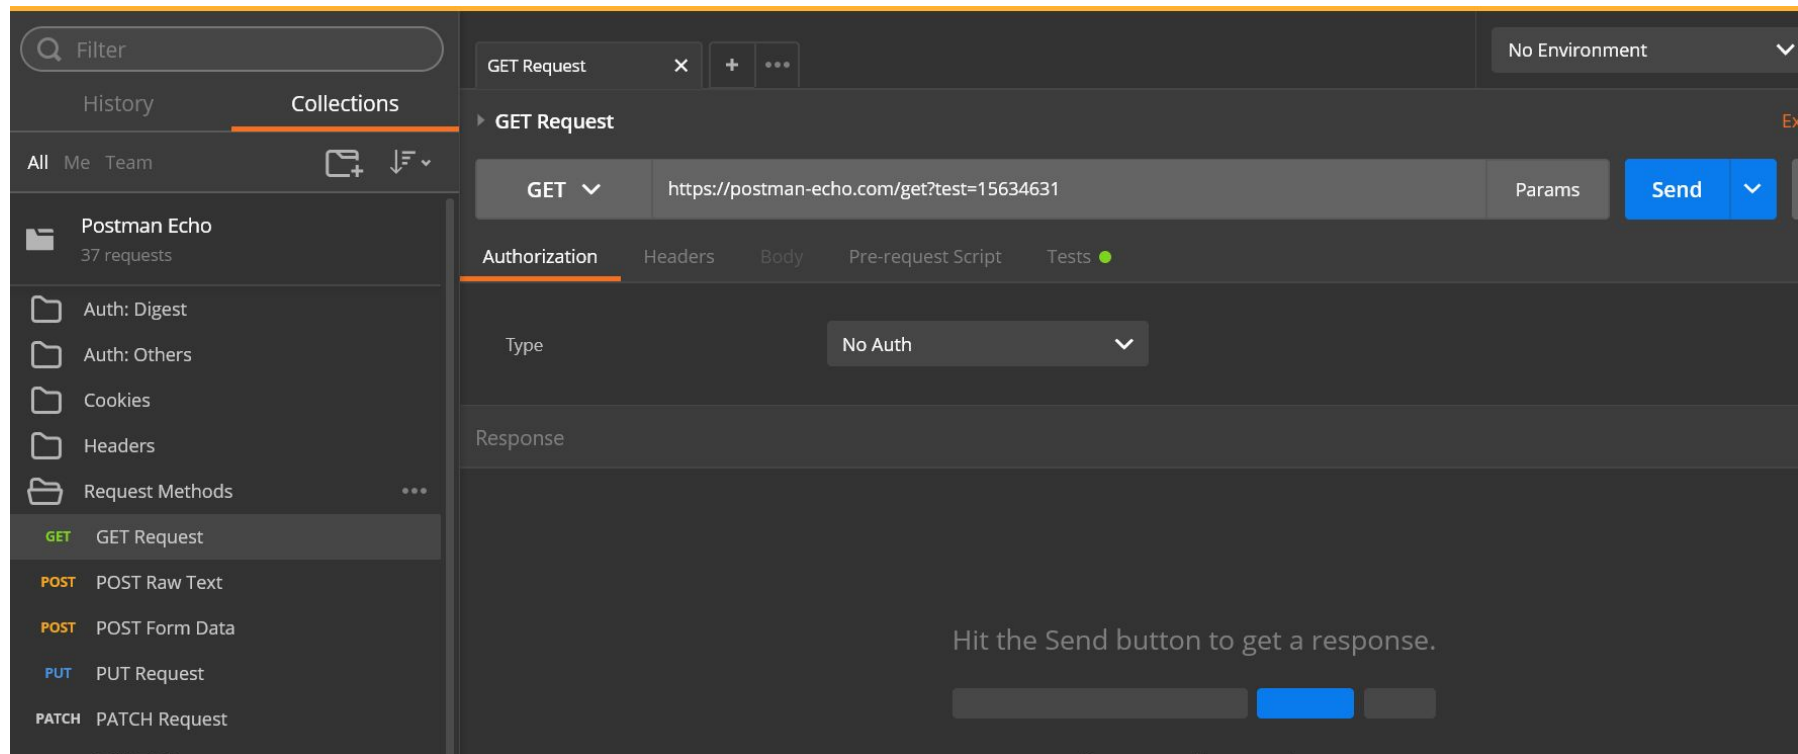 Filter
History Collections
All Me Team
Postman Echo
37 requests
Auth: Digest
Auth: Others
Cookies
Headers
Request Methods
GET GET Request
POST POST Raw Text
POST POST Form Data
PUT PUT Request
PATCH PATCH Request
GET Request
No Environment
GET Request
Ex
GET https://postman-echo.com/get?test=15634631 Params Send
Authorization Headers Body Pre-request Script Tests
Type No Auth
Response
Hit the Send button to get a response.